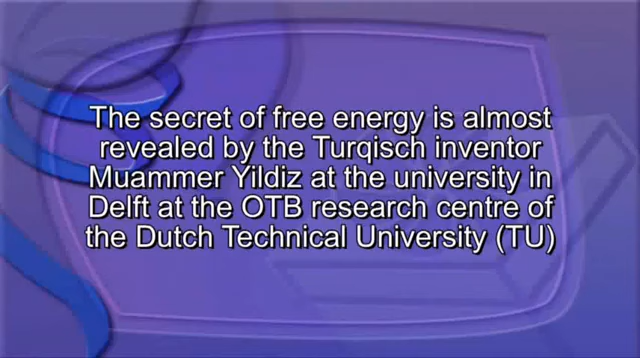 The secret of free energy is almost
revealed by the Turqisch inventor
Muammer Yildiz at the university in
Delft at the OTB research centre of
the Dutch Technical University (TU)